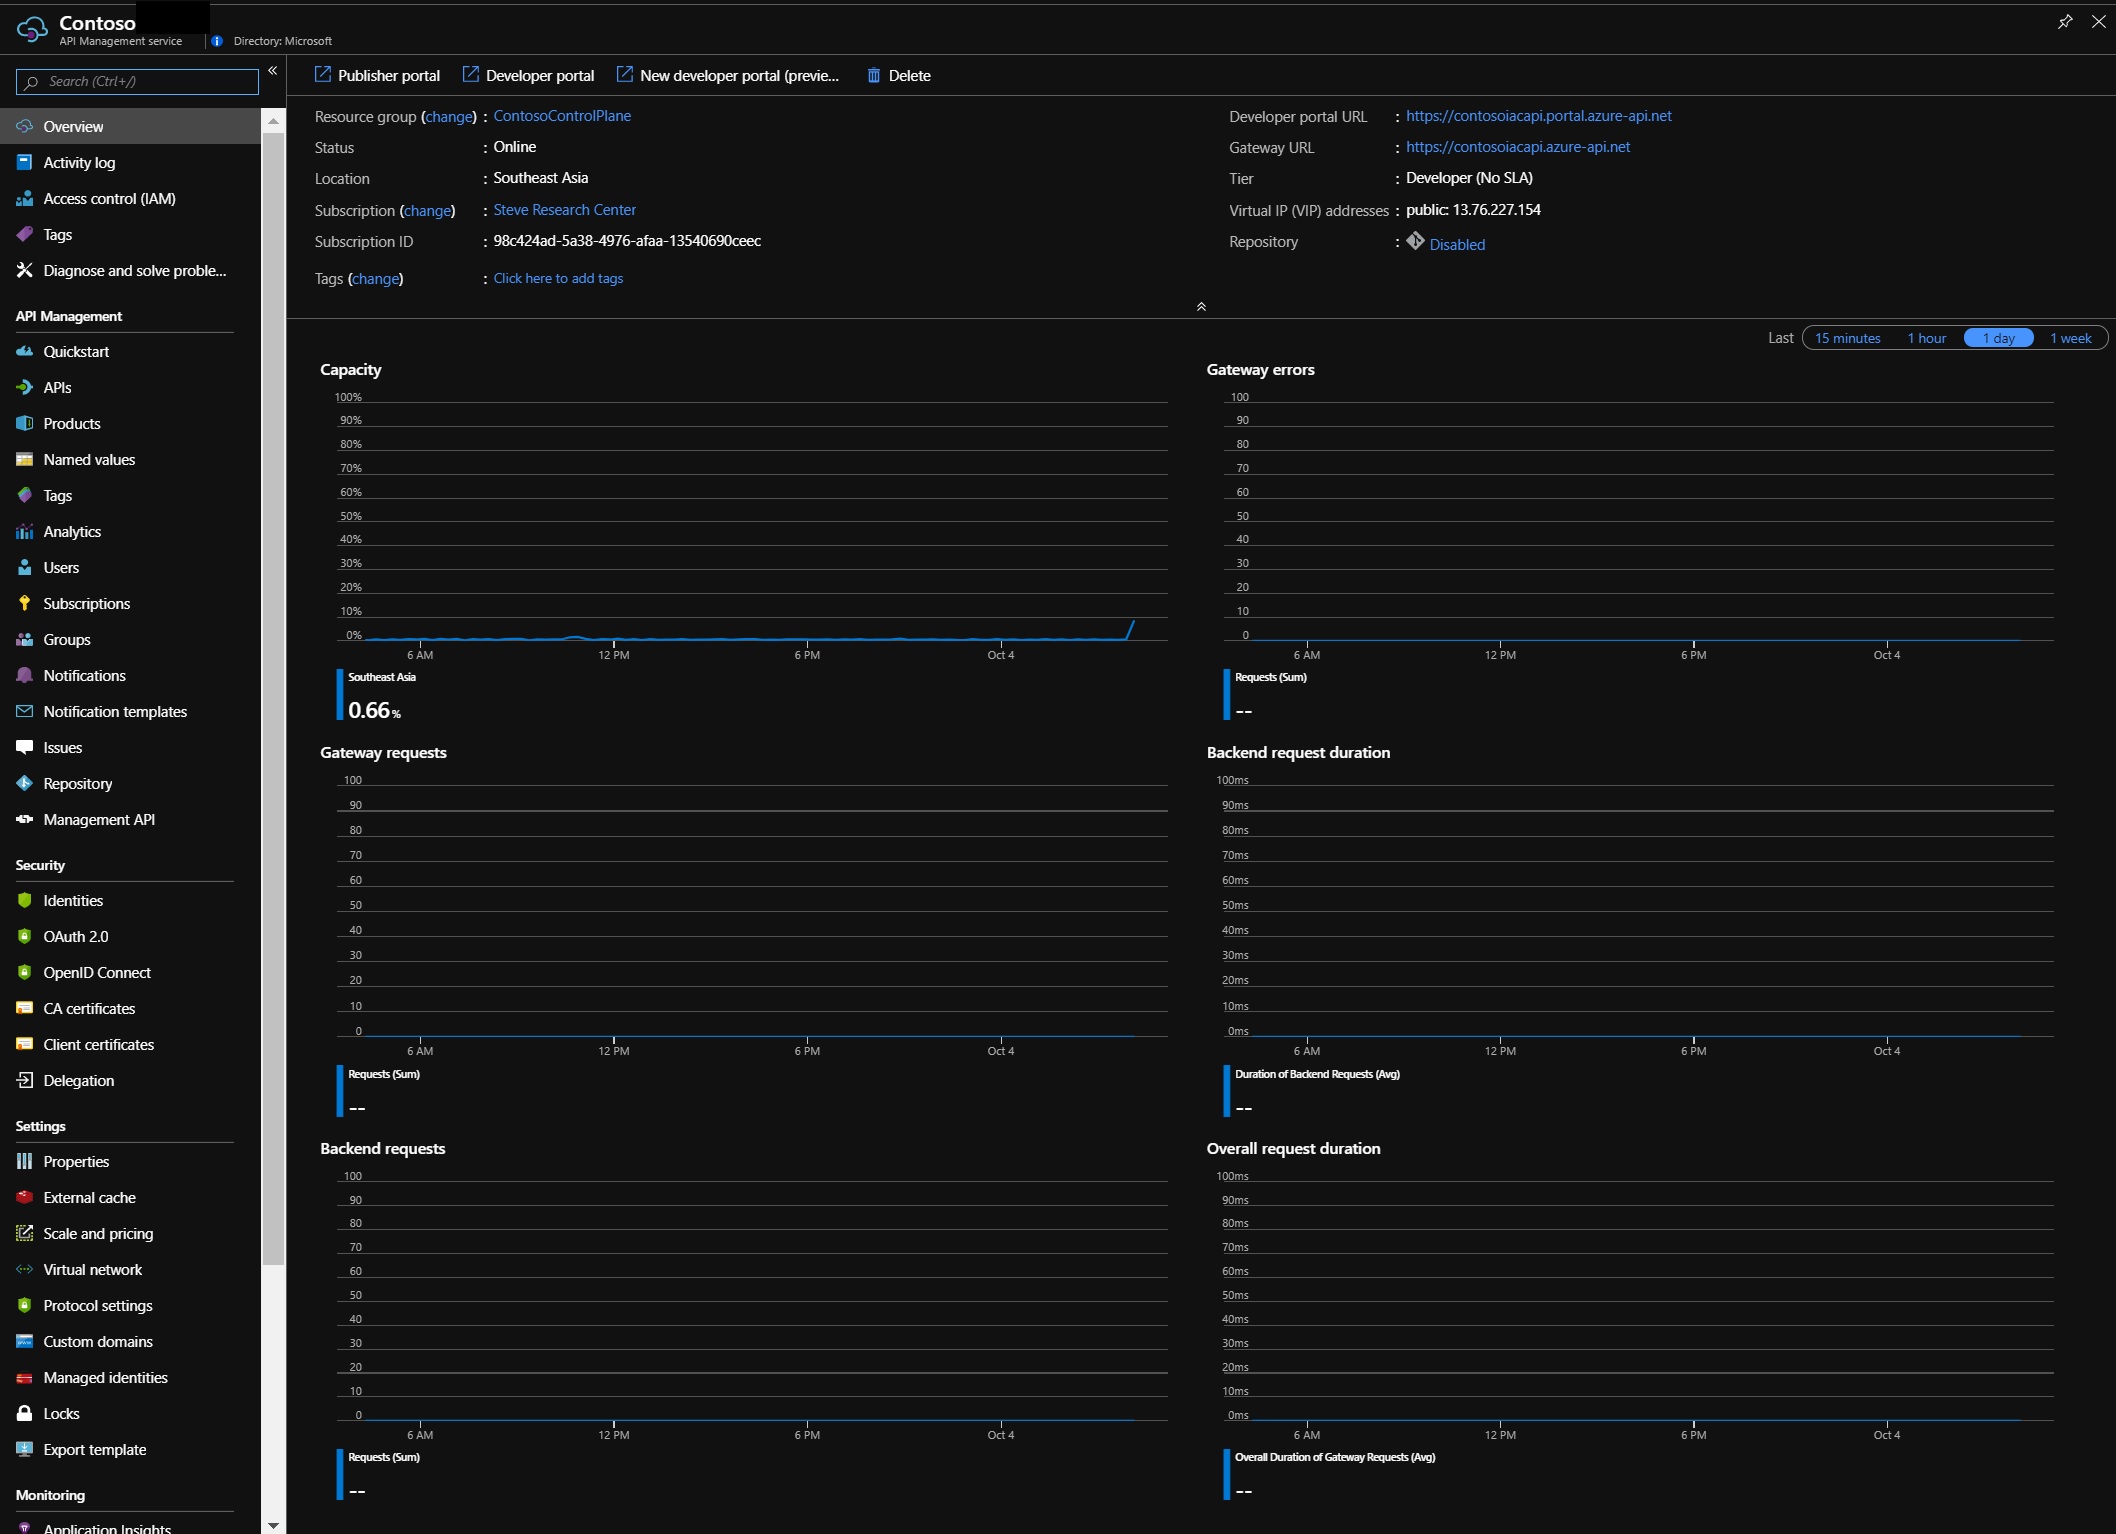 Contoso
API Management service
Directory: Microsoft
Search (Ctrl+/)
Overview
Activity log
Access control (IAM)
Tags
Diagnose and solve proble...
API Management
Quickstart
APIs
Products
Named values
Tags
Analytics
Users
Subscriptions
Groups
Notifications
Notification templates
Issues
Repository
Management API
Security
Identities
OAuth 2.0
OpenID Connect
CA certificates
Client certificates
Delegation
Settings
Properties
External cache
Scale and pricing
Virtual network
Protocol settings
Custom domains
Managed identities
Locks
Export template
Monitoring
Application Insights
Publisher portal Developer portal New developer portal (previe... Delete
Resource group (change) : ContosoControlPlane
Status : Online
Location : Southeast Asia
Subscription (change) : Steve Research Center
Subscription ID : 98c424ad-5a38-4976-afaa-13540690ceec
Tags (change) : Click here to add tags
Developer portal URL : https://contosoiacapi.portal.azure-api.net
Gateway URL : https://contosoiacapi.azure-api.net
Tier : Developer (No SLA)
Virtual IP (VIP) addresses : public: 13.76.227.154
Repository : Disabled
Last 15 minutes 1 hour 1 day 1 week
Capacity
100%
90%
80%
70%
60%
50%
40%
30%
20%
10%
0%
6 AM 12 PM 6 PM Oct 4
Southeast Asia
0.66 %
Gateway errors
100
90
80
70
60
50
40
30
20
10
0
6 AM 12 PM 6 PM Oct 4
Requests (Sum)
--
Gateway requests
100
90
80
70
60
50
40
30
20
10
0
6 AM 12 PM 6 PM Oct 4
Requests (Sum)
--
Backend request duration
100ms
90ms
80ms
70ms
60ms
50ms
40ms
30ms
20ms
10ms
0ms
6 AM 12 PM 6 PM Oct 4
Duration of Backend Requests (Avg)
--
Backend requests
100
90
80
70
60
50
40
30
20
10
0
6 AM 12 PM 6 PM Oct 4
Requests (Sum)
--
Overall request duration
100ms
90ms
80ms
70ms
60ms
50ms
40ms
30ms
20ms
10ms
0ms
6 AM 12 PM 6 PM Oct 4
Overall Duration of Gateway Requests (Avg)
--